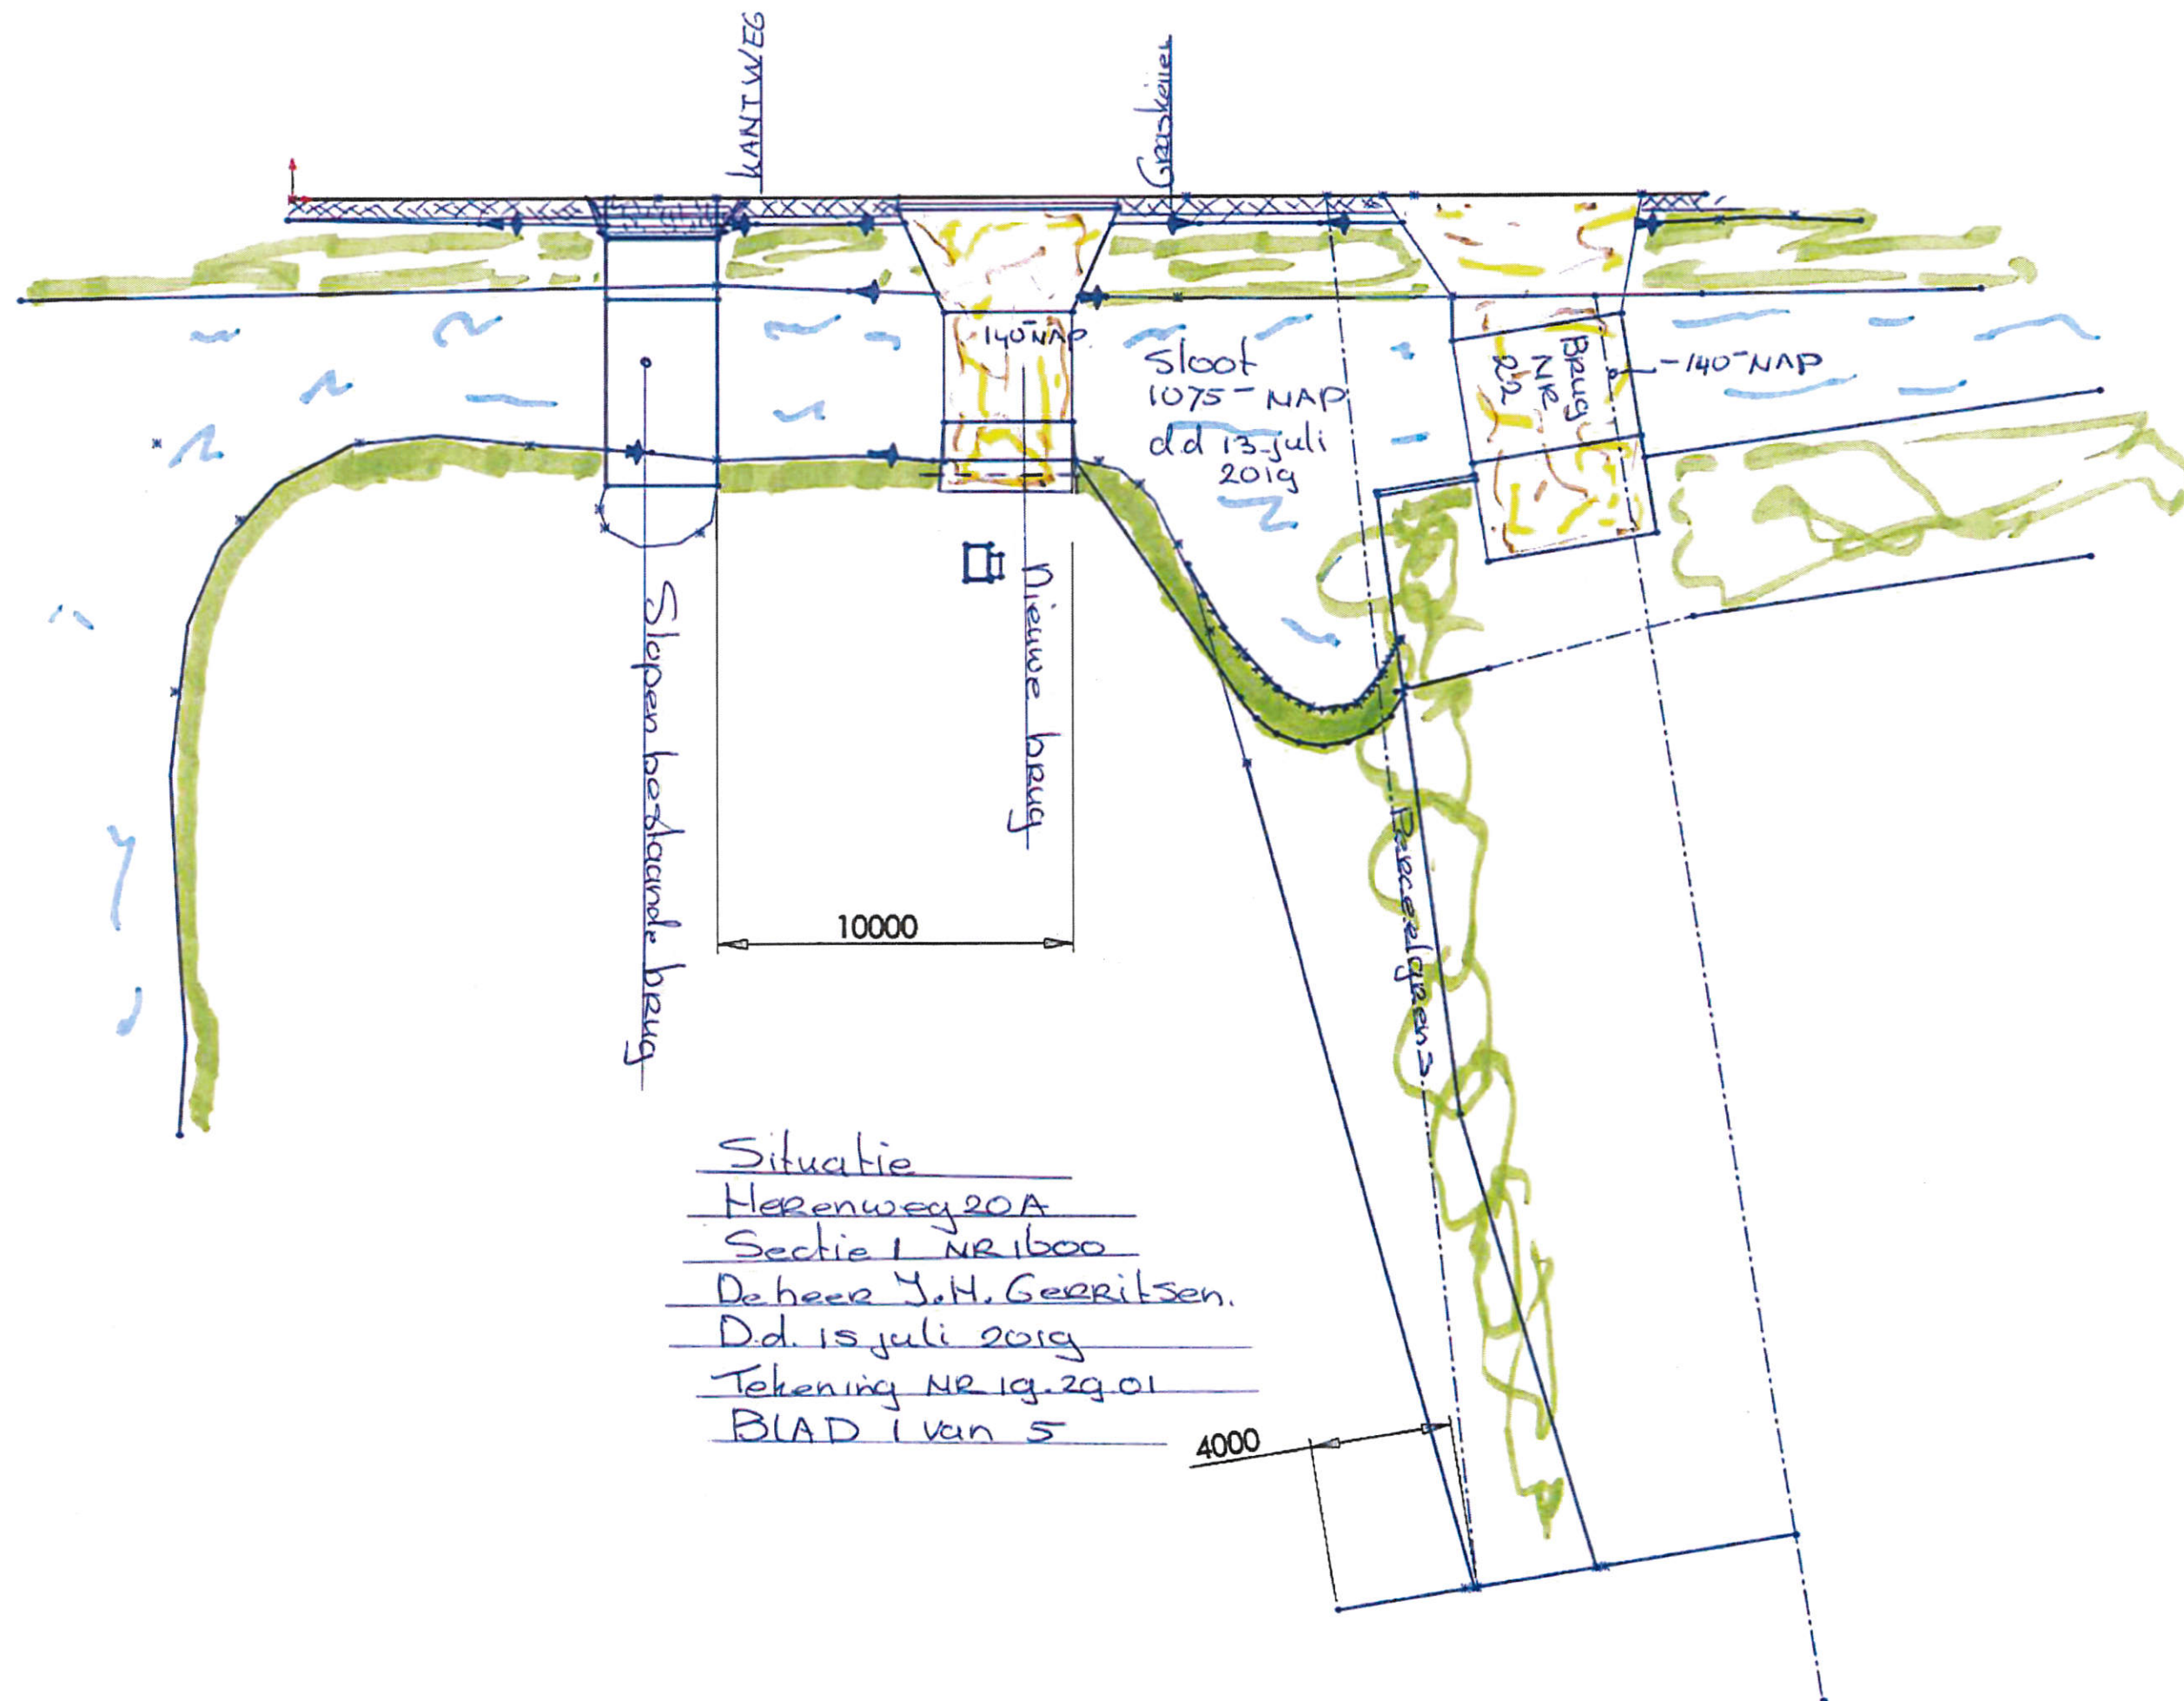 KANTWEG
Graskeien
140-NAP
Sloot
1075- NAP
d.d 13-juli
2019
Brug
NR
22
-140-NAP
Slopen bestaande brug
Nieuwe brug
Perceelgrens
10000
Situatie
Herenweg 20A
Sectie I NR 1600
De heer J.H. Gerritsen.
D.d. 15 juli 2019
Tekening NR 19.29.01
BLAD 1 van 5
4000